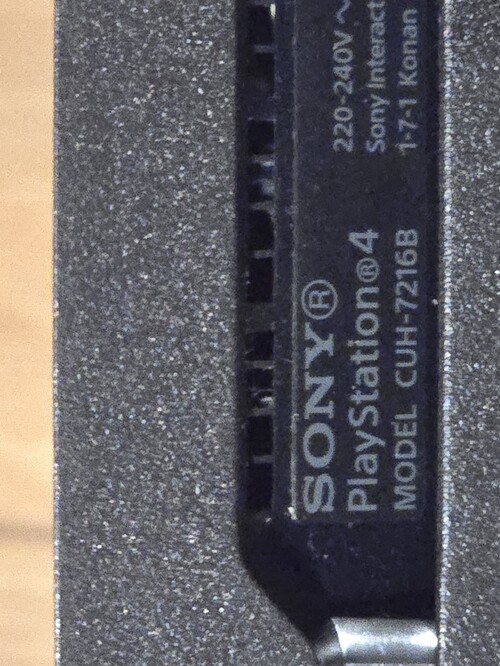 SONY®
PlayStation®4
MODEL CUH-7216B
220-240V ~
Sony Interact
1-7-1 Konan